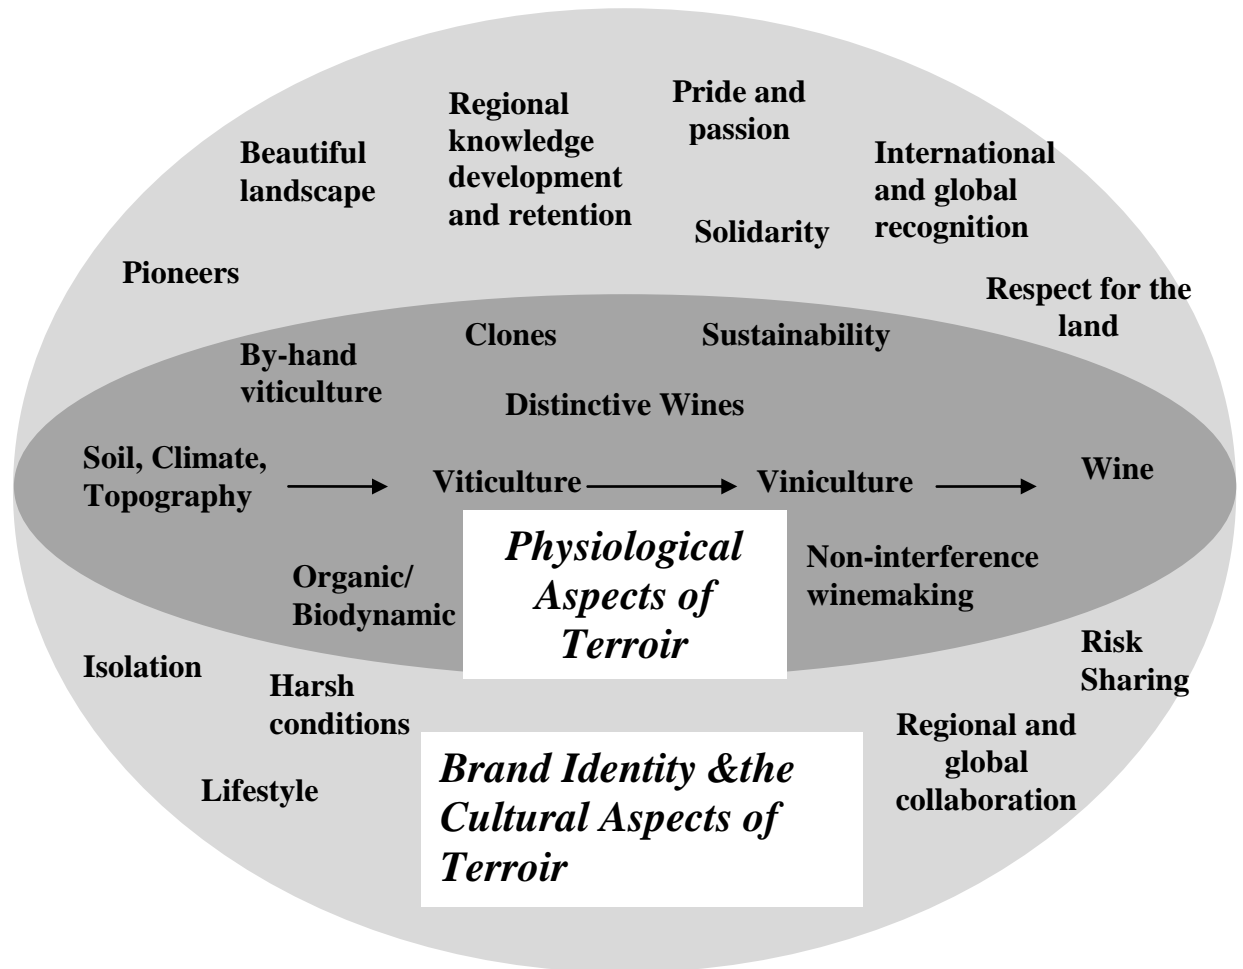 Pride and
passion
Regional
knowledge
development
and retention
Beautiful
landscape
International
and global
recognition
Solidarity
Pioneers
Respect for the
land
Clones
Sustainability
By-hand
viticulture
Distinctive Wines
Soil, Climate,
Topography
Viticulture
Viniculture
Wine
Physiological
Aspects of
Terroir
Non-interference
winemaking
Organic/
Biodynamic
Isolation
Harsh
conditions
Risk
Sharing
Regional and
global
collaboration
Lifestyle
Brand Identity &the
Cultural Aspects of
Terroir